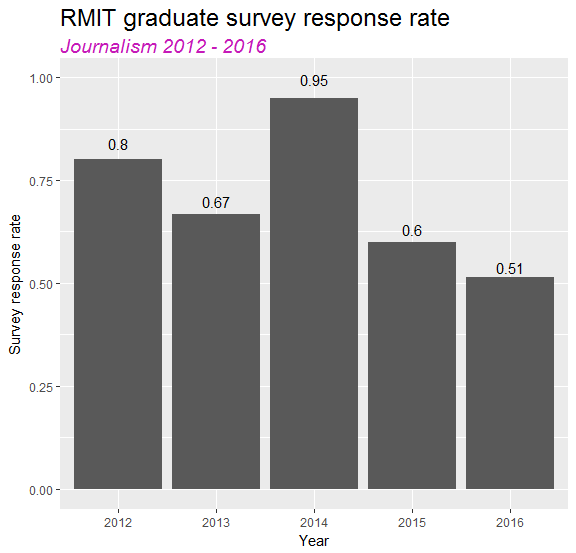 RMIT graduate survey response rate
Journalism 2012 - 2016
1.00
0.75
0.50
0.25
0.00
Survey response rate
0.8
0.67
0.95
0.6
0.51
2012 2013 2014 2015 2016
Year